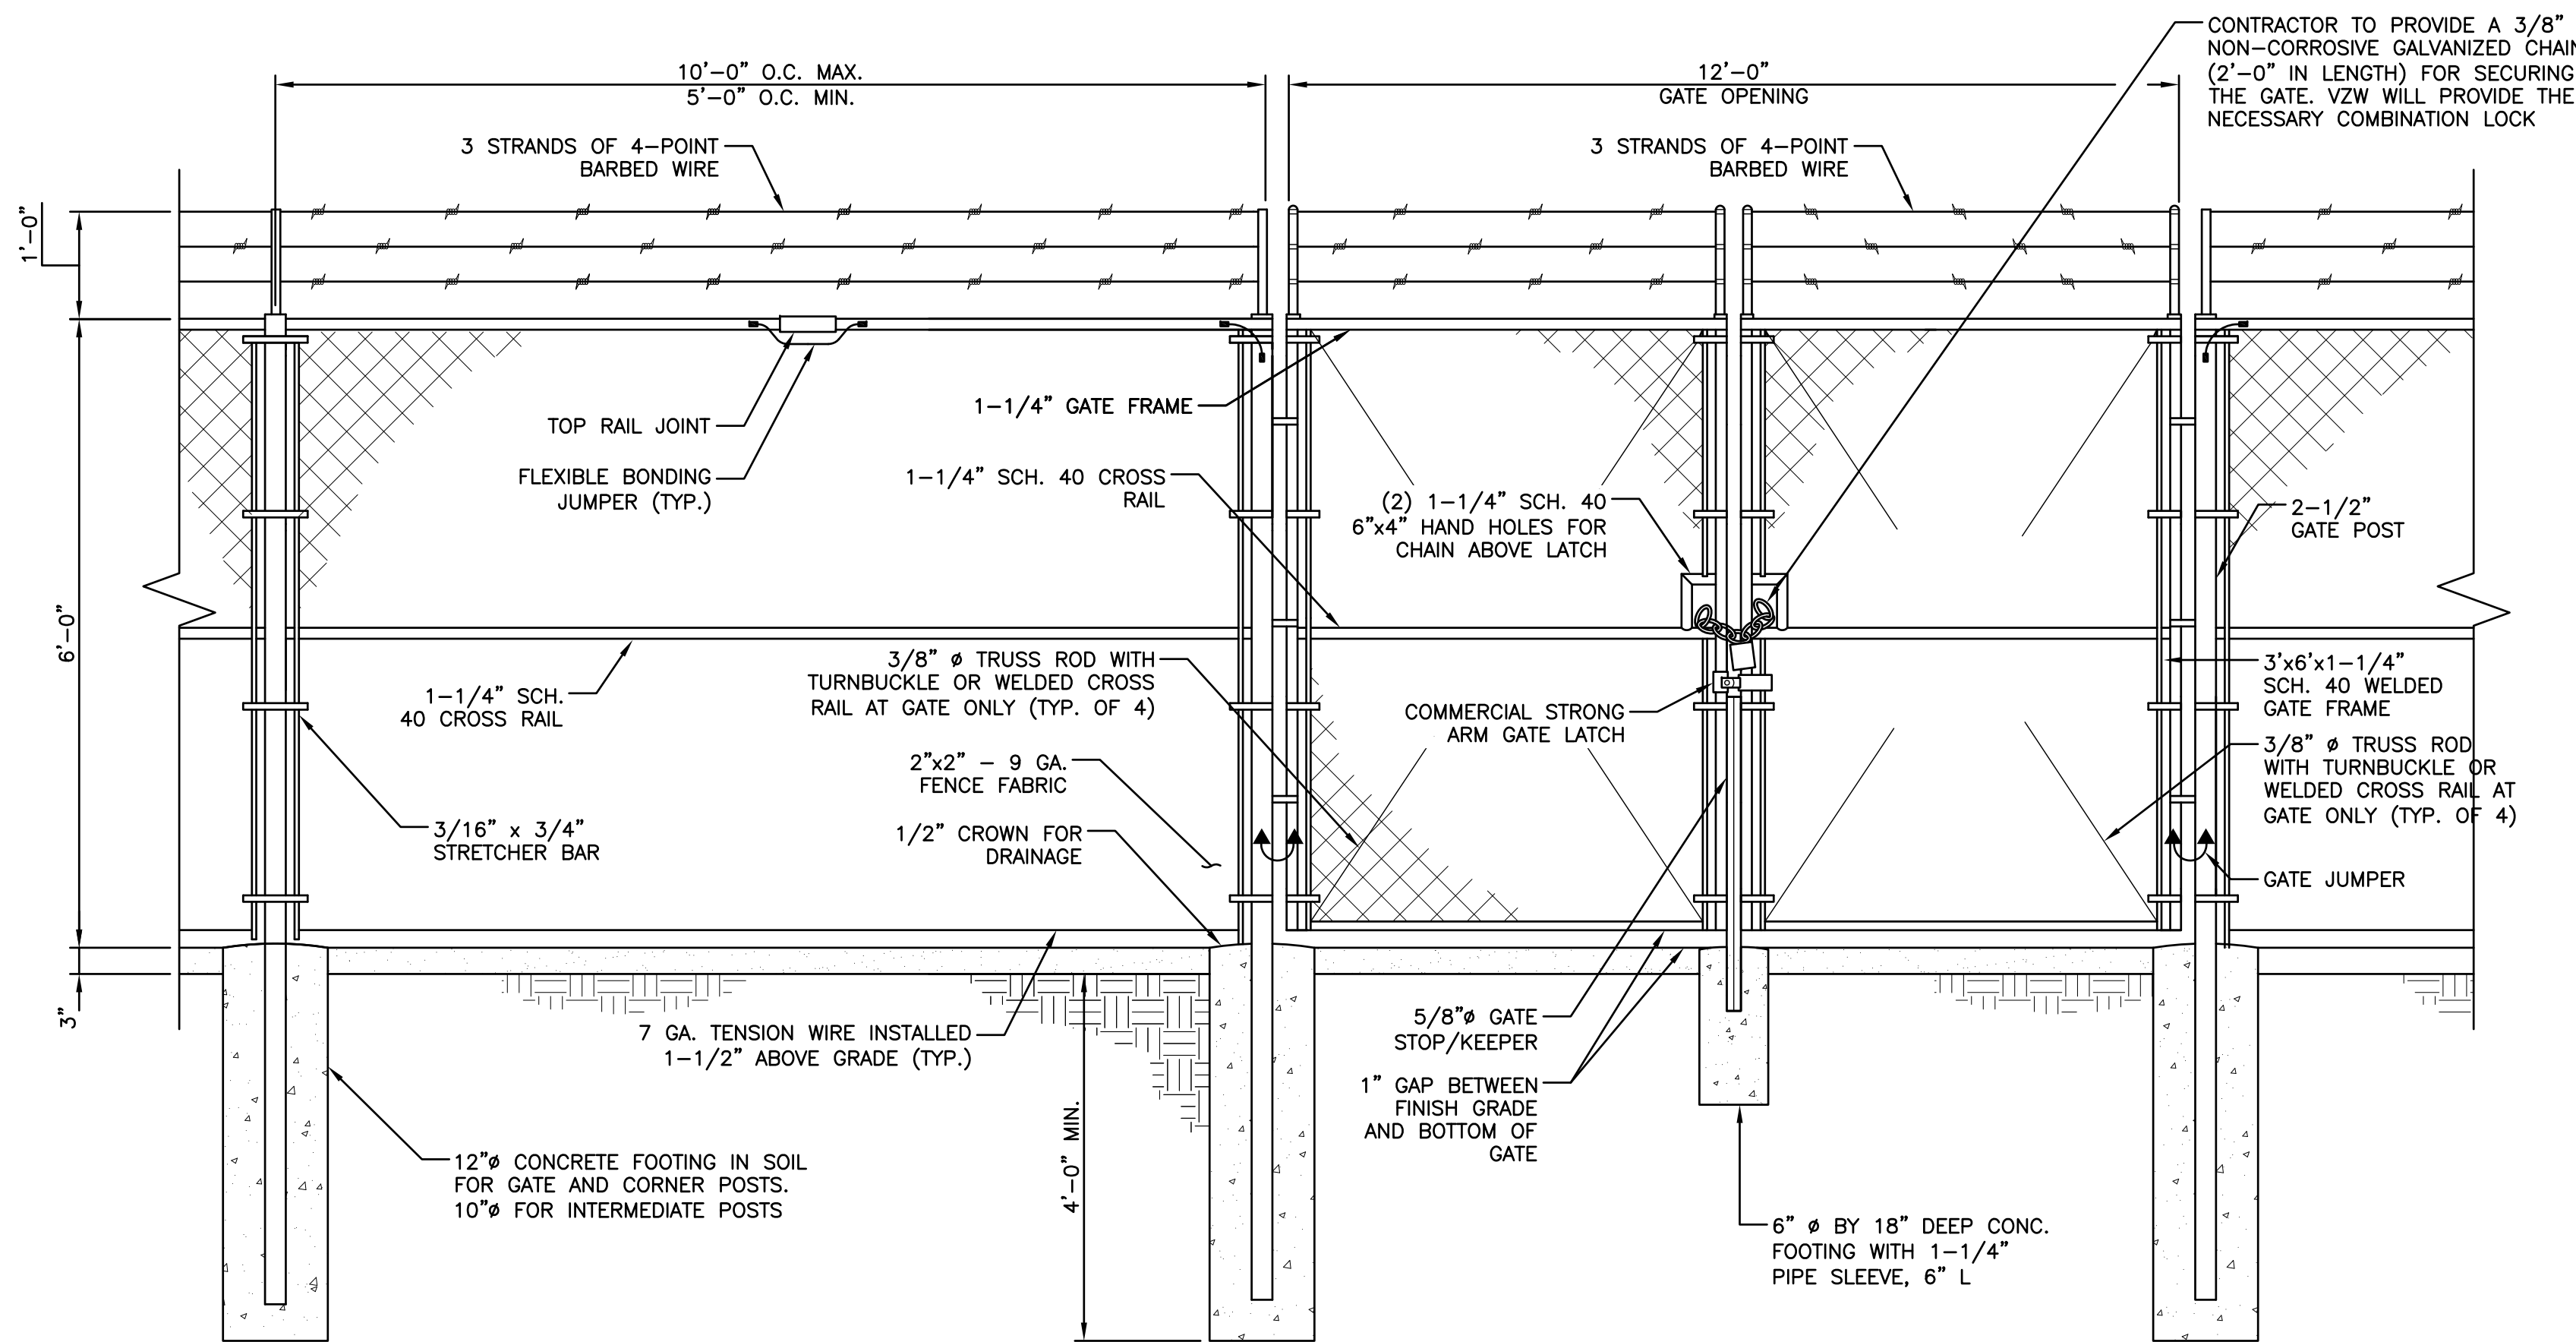 CONTRACTOR TO PROVIDE A 3/8"
NON-CORROSIVE GALVANIZED CHAIN
(2'-0" IN LENGTH) FOR SECURING
THE GATE. VZW WILL PROVIDE THE
NECESSARY COMBINATION LOCK
10'-0" O.C. MAX.
5'-0" O.C. MIN.
12'-0"
GATE OPENING
3 STRANDS OF 4-POINT
BARBED WIRE
3 STRANDS OF 4-POINT
BARBED WIRE
1'-0"
6'-0"
3"
TOP RAIL JOINT
FLEXIBLE BONDING
JUMPER (TYP.)
1-1/4" GATE FRAME
1-1/4" SCH. 40 CROSS
RAIL
(2) 1-1/4" SCH. 40
6"x4" HAND HOLES FOR
CHAIN ABOVE LATCH
2-1/2"
GATE POST
1-1/4" SCH.
40 CROSS RAIL
3/8" ø TRUSS ROD WITH
TURNBUCKLE OR WELDED CROSS
RAIL AT GATE ONLY (TYP. OF 4)
COMMERCIAL STRONG
ARM GATE LATCH
3'x6'x1-1/4"
SCH. 40 WELDED
GATE FRAME
3/8" ø TRUSS ROD
WITH TURNBUCKLE OR
WELDED CROSS RAIL AT
GATE ONLY (TYP. OF 4)
2"x2" - 9 GA.
FENCE FABRIC
3/16" x 3/4"
STRETCHER BAR
1/2" CROWN FOR
DRAINAGE
GATE JUMPER
7 GA. TENSION WIRE INSTALLED
1-1/2" ABOVE GRADE (TYP.)
5/8"ø GATE
STOP/KEEPER
1" GAP BETWEEN
FINISH GRADE
AND BOTTOM OF
GATE
4'-0" MIN.
12"ø CONCRETE FOOTING IN SOIL
FOR GATE AND CORNER POSTS.
10"ø FOR INTERMEDIATE POSTS
6" ø BY 18" DEEP CONC.
FOOTING WITH 1-1/4"
PIPE SLEEVE, 6" L